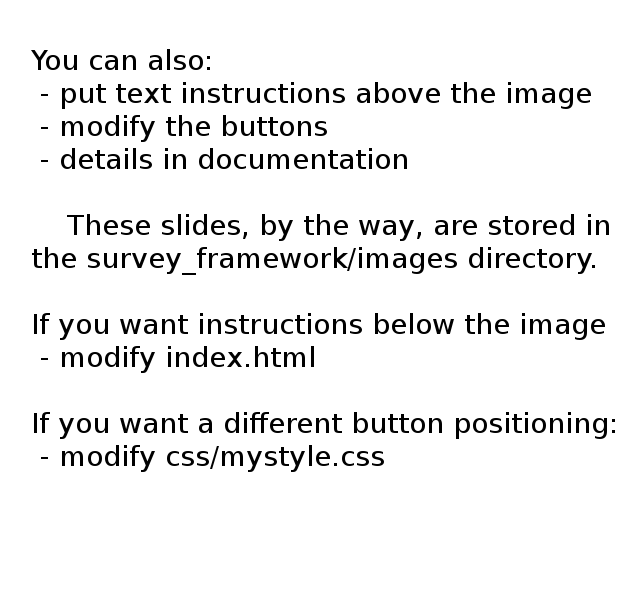 You can also:
- put text instructions above the image
- modify the buttons
- details in documentation
These slides, by the way, are stored in
the survey_framework/images directory.
If you want instructions below the image
- modify index.html
If you want a different button positioning:
- modify css/mystyle.css